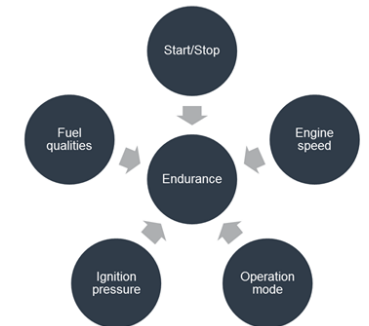 Start/Stop
Fuel
qualities
Engine
speed
Endurance
Ignition
pressure
Operation
mode